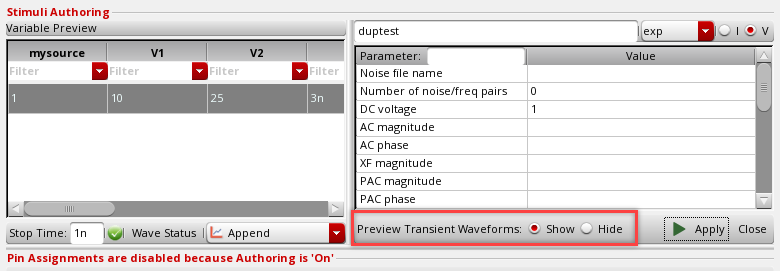 Stimuli Authoring
Variable Preview
mysource V1 V2
Filter Filter Filter Filter
1 10 25 3n
Stop Time: 1n Wave Status Append
duptest exp I V
Parameter: Value
Noise file name
Number of noise/freq pairs 0
DC voltage 1
AC magnitude
AC phase
XF magnitude
PAC magnitude
PAC phase
Preview Transient Waveforms: Show Hide Apply Close
Pin Assignments are disabled because Authoring is 'On'